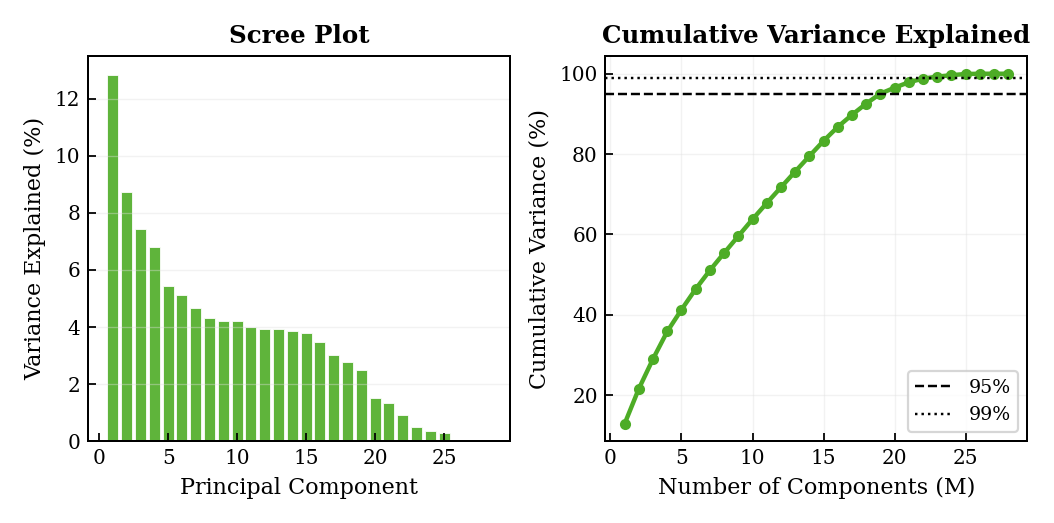 Scree Plot
Variance Explained (%)
12
10
8
6
4
2
0
0 5 10 15 20 25
Principal Component
Cumulative Variance Explained
Cumulative Variance (%)
100
80
60
40
20
95%
99%
0 5 10 15 20 25
Number of Components (M)